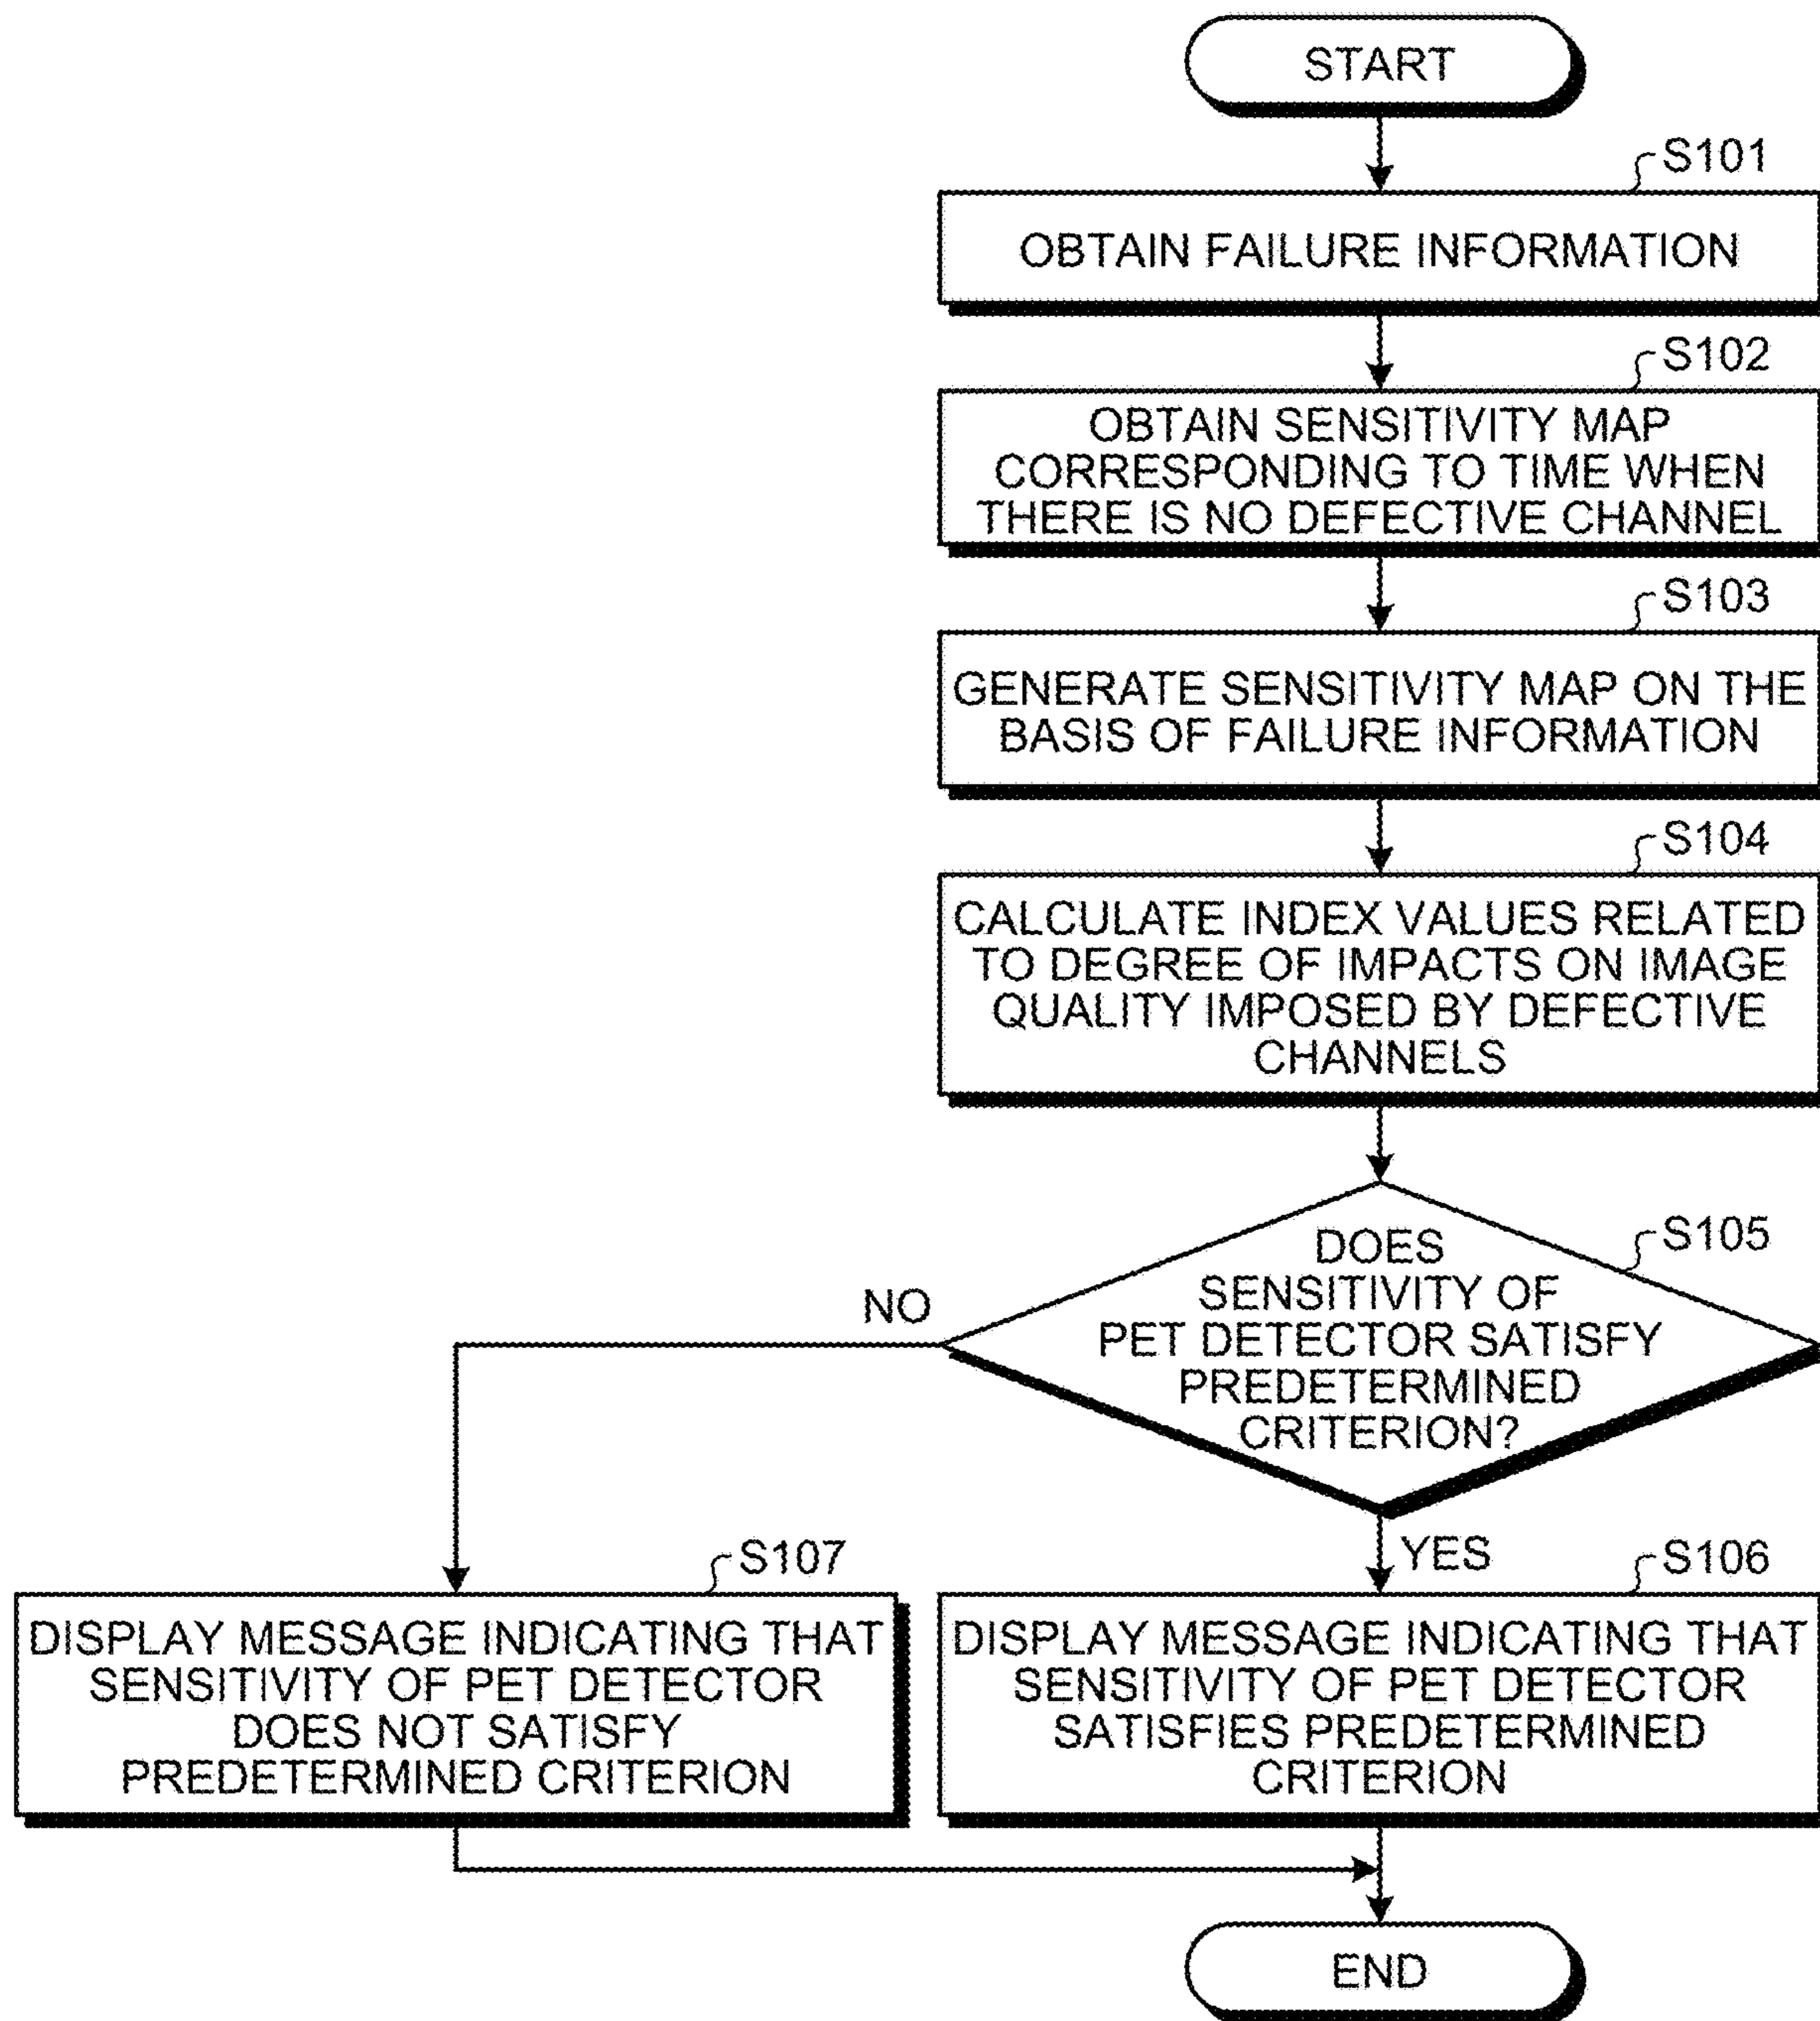 START
S101
OBTAIN FAILURE INFORMATION
S102
OBTAIN SENSITIVITY MAP
CORRESPONDING TO TIME WHEN
THERE IS NO DEFECTIVE CHANNEL
S103
GENERATE SENSITIVITY MAP ON THE
BASIS OF FAILURE INFORMATION
S104
CALCULATE INDEX VALUES RELATED
TO DEGREE OF IMPACTS ON IMAGE
QUALITY IMPOSED BY DEFECTIVE
CHANNELS
S105
DOES
SENSITIVITY OF
PET DETECTOR SATISFY
PREDETERMINED
CRITERION?
NO
YES
S107
DISPLAY MESSAGE INDICATING THAT
SENSITIVITY OF PET DETECTOR
DOES NOT SATISFY
PREDETERMINED CRITERION
S106
DISPLAY MESSAGE INDICATING THAT
SENSITIVITY OF PET DETECTOR
SATISFIES PREDETERMINED
CRITERION
END